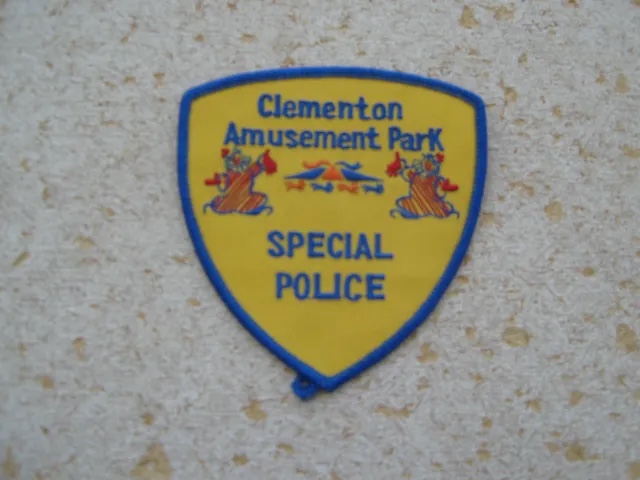 Clementon
Amusement Park
SPECIAL
POLICE